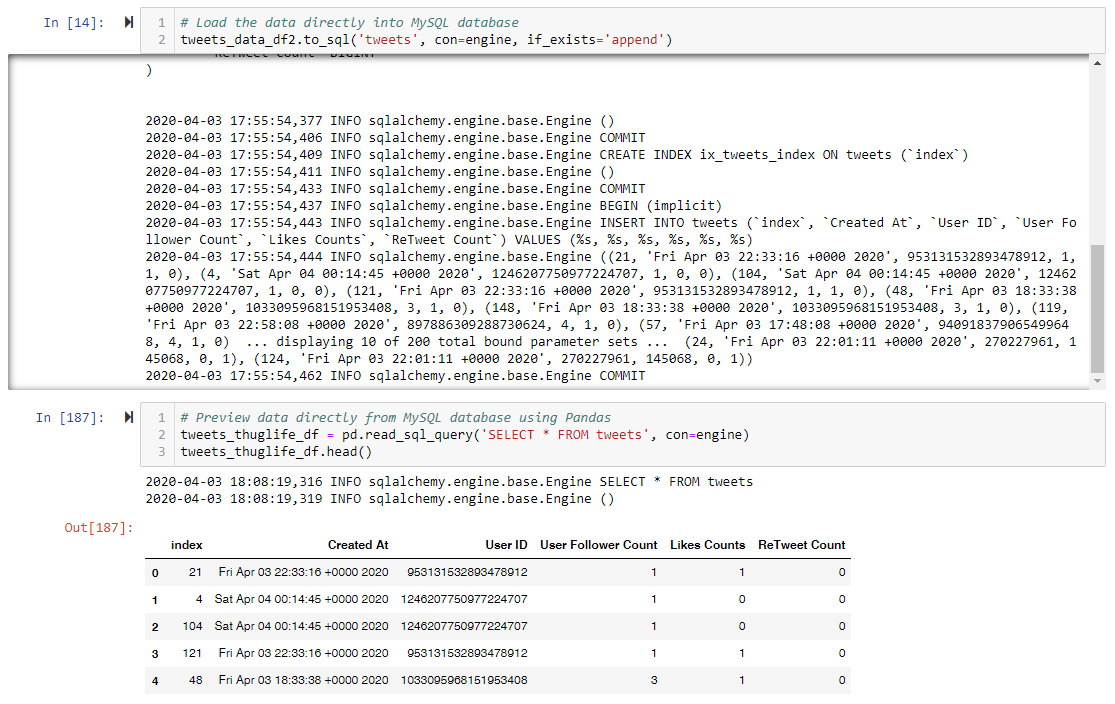 In [14]:
1 # Load the data directly into MySQL database
2 tweets_data_df2.to_sql('tweets', con=engine, if_exists='append')
)
2020-04-03 17:55:54,377 INFO sqlalchemy.engine.base.Engine ()
2020-04-03 17:55:54,406 INFO sqlalchemy.engine.base.Engine COMMIT
2020-04-03 17:55:54,409 INFO sqlalchemy.engine.base.Engine CREATE INDEX ix_tweets_index ON tweets (`index`)
2020-04-03 17:55:54,411 INFO sqlalchemy.engine.base.Engine ()
2020-04-03 17:55:54,433 INFO sqlalchemy.engine.base.Engine COMMIT
2020-04-03 17:55:54,437 INFO sqlalchemy.engine.base.Engine BEGIN (implicit)
2020-04-03 17:55:54,443 INFO sqlalchemy.engine.base.Engine INSERT INTO tweets (`index`, `Created At`, `User ID`, `User Fo
llower Count`, `Likes Counts`, `ReTweet Count`) VALUES (%s, %s, %s, %s, %s, %s)
2020-04-03 17:55:54,444 INFO sqlalchemy.engine.base.Engine ((21, 'Fri Apr 03 22:33:16 +0000 2020', 953131532893478912, 1,
1, 0), (4, 'Sat Apr 04 00:14:45 +0000 2020', 1246207750977224707, 1, 0, 0), (104, 'Sat Apr 04 00:14:45 +0000 2020', 12462
07750977224707, 1, 0, 0), (121, 'Fri Apr 03 22:33:16 +0000 2020', 953131532893478912, 1, 1, 0), (48, 'Fri Apr 03 18:33:38
+0000 2020', 1033095968151953408, 3, 1, 0), (148, 'Fri Apr 03 18:33:38 +0000 2020', 1033095968151953408, 3, 1, 0), (119,
'Fri Apr 03 22:58:08 +0000 2020', 897886309288730624, 4, 1, 0), (57, 'Fri Apr 03 17:48:08 +0000 2020', 94091837906549964
8, 4, 1, 0)  ... displaying 10 of 200 total bound parameter sets ...  (24, 'Fri Apr 03 22:01:11 +0000 2020', 270227961, 1
45068, 0, 1), (124, 'Fri Apr 03 22:01:11 +0000 2020', 270227961, 145068, 0, 1))
2020-04-03 17:55:54,462 INFO sqlalchemy.engine.base.Engine COMMIT
In [187]:
1 # Preview data directly from MySQL database using Pandas
2 tweets_thuglife_df = pd.read_sql_query('SELECT * FROM tweets', con=engine)
3 tweets_thuglife_df.head()
2020-04-03 18:08:19,316 INFO sqlalchemy.engine.base.Engine SELECT * FROM tweets
2020-04-03 18:08:19,319 INFO sqlalchemy.engine.base.Engine ()
Out[187]:
index Created At User ID User Follower Count Likes Counts ReTweet Count
0 21 Fri Apr 03 22:33:16 +0000 2020 953131532893478912 1 1 0
1 4 Sat Apr 04 00:14:45 +0000 2020 1246207750977224707 1 0 0
2 104 Sat Apr 04 00:14:45 +0000 2020 1246207750977224707 1 0 0
3 121 Fri Apr 03 22:33:16 +0000 2020 953131532893478912 1 1 0
4 48 Fri Apr 03 18:33:38 +0000 2020 1033095968151953408 3 1 0